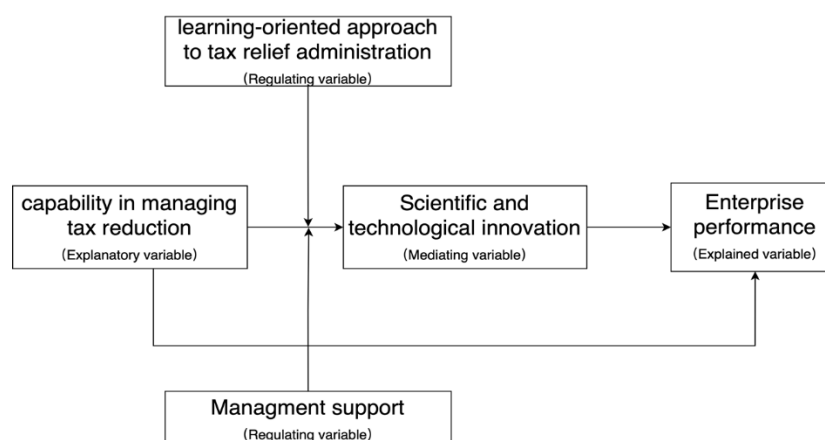 learning-oriented approach
to tax relief administration
(Regulating variable)
capability in managing
tax reduction
(Explanatory variable)
Scientific and
technological innovation
(Mediating variable)
Enterprise
performance
(Explained variable)
Managment support
(Regulating variable)